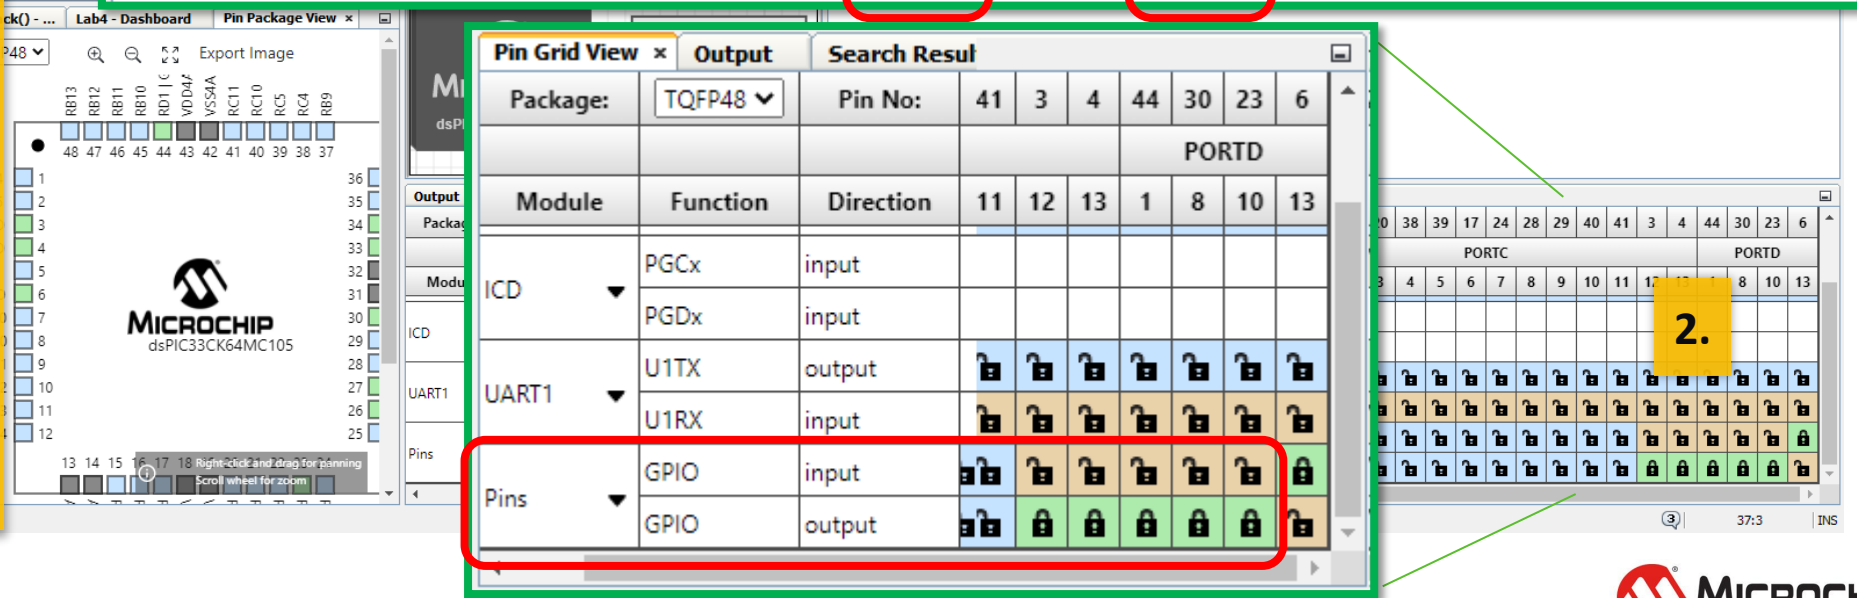 ck() - ... Lab4 - Dashboard Pin Package View ×
P48 Export Image
RB13 RB12 RB11 RB10 RD1 | VDD4A VSS4A RC11 RC10 RC5 RC4 RB9
48 47 46 45 44 43 42 41 40 39 38 37
1 36
2 35
3 34
4 33
5 32
6 31
7 30
8 29
9 28
10 27
11 26
12 25
MICROCHIP
dsPIC33CK64MC105
13 14 15 16 17 18
Right-click and drag for panning
Scroll wheel for zoom
Output
Modu
ICD
UART1
Pins
Pin Grid View × Output Search Resul
Package: TQFP48 Pin No: 41 3 4 44 30 23 6
PORTD
Module Function Direction 11 12 13 1 8 10 13
ICD PGCx input
PGDx input
UART1 U1TX output
U1RX input
Pins GPIO input
GPIO output
38 39 17 24 28 29 40 41 3 4 44 30 23 6
PORTC PORTD
4 5 6 7 8 9 10 11 8 10 13
2.
3 37:3 INS
MICROCH